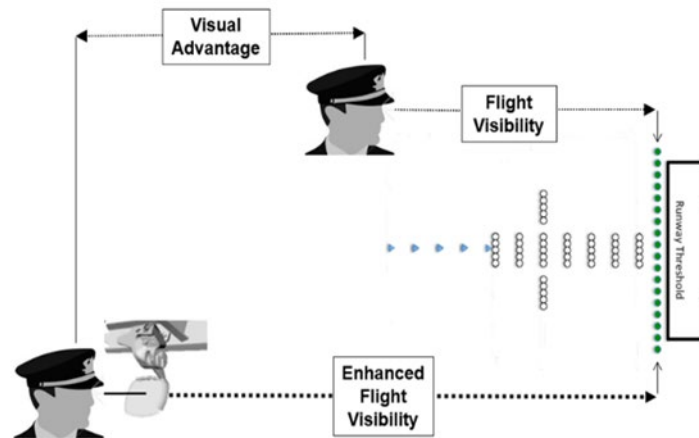 Visual
Advantage
Flight
Visibility
Runway Threshold
Enhanced
Flight
Visibility